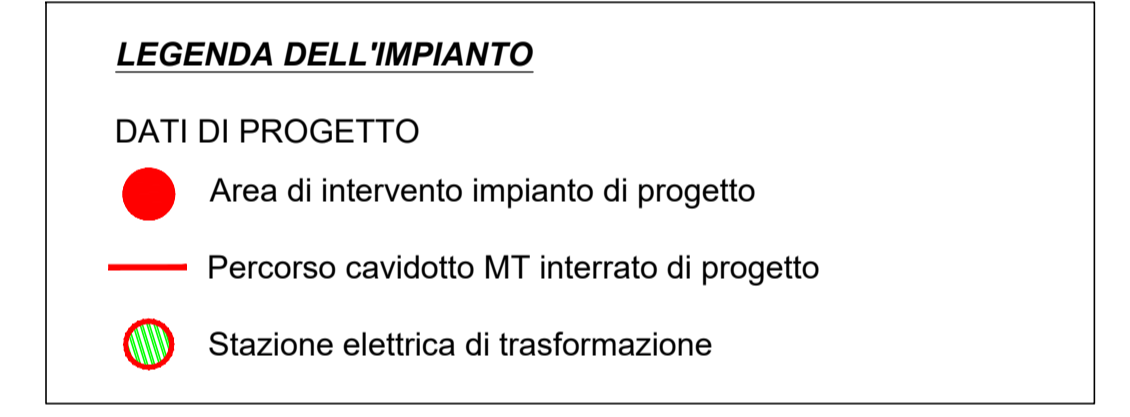 LEGENDA DELL'IMPIANTO
DATI DI PROGETTO
Area di intervento impianto di progetto
Percorso cavidotto MT interrato di progetto
Stazione elettrica di trasformazione